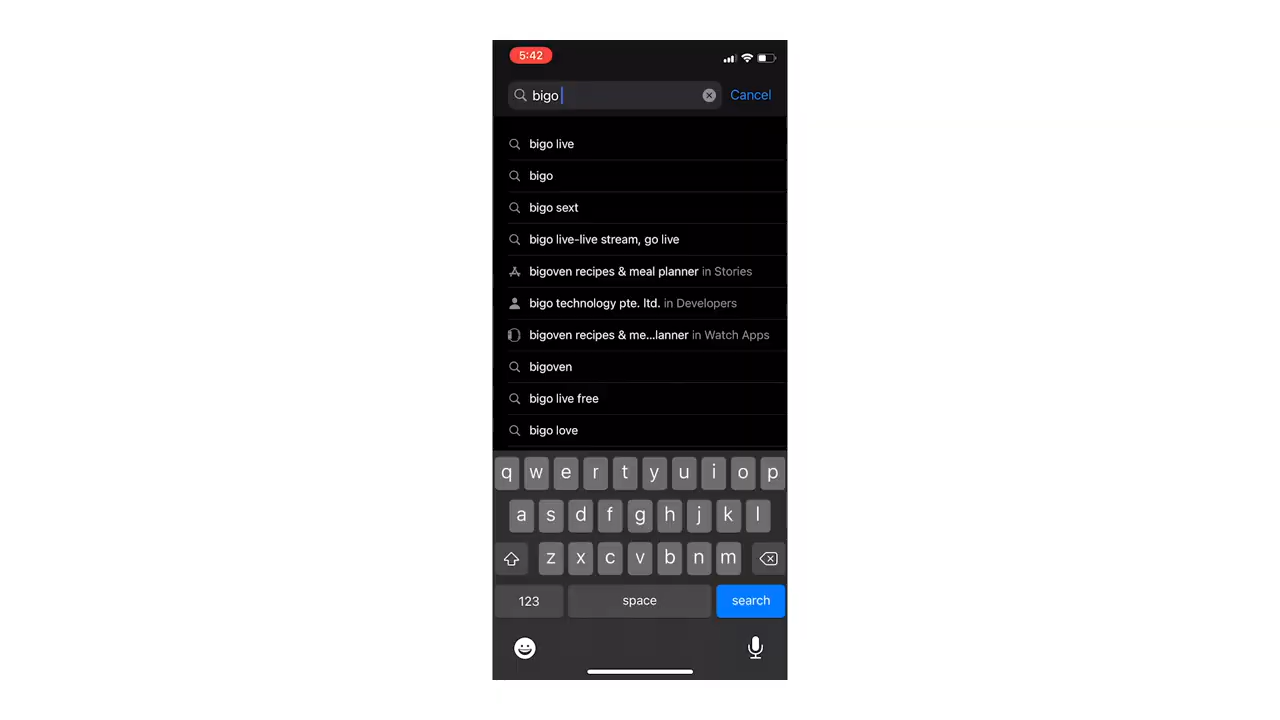 5:42
bigo
Cancel
bigo live
bigo
bigo sext
bigo live-live stream, go live
bigoven recipes & meal planner in Stories
bigo technology pte. ltd. in Developers
bigoven recipes & me...lanner in Watch Apps
bigoven
bigo live free
bigo love
q w e r t y u i o p
a s d f g h j k l
z x c v b n m
123 space search